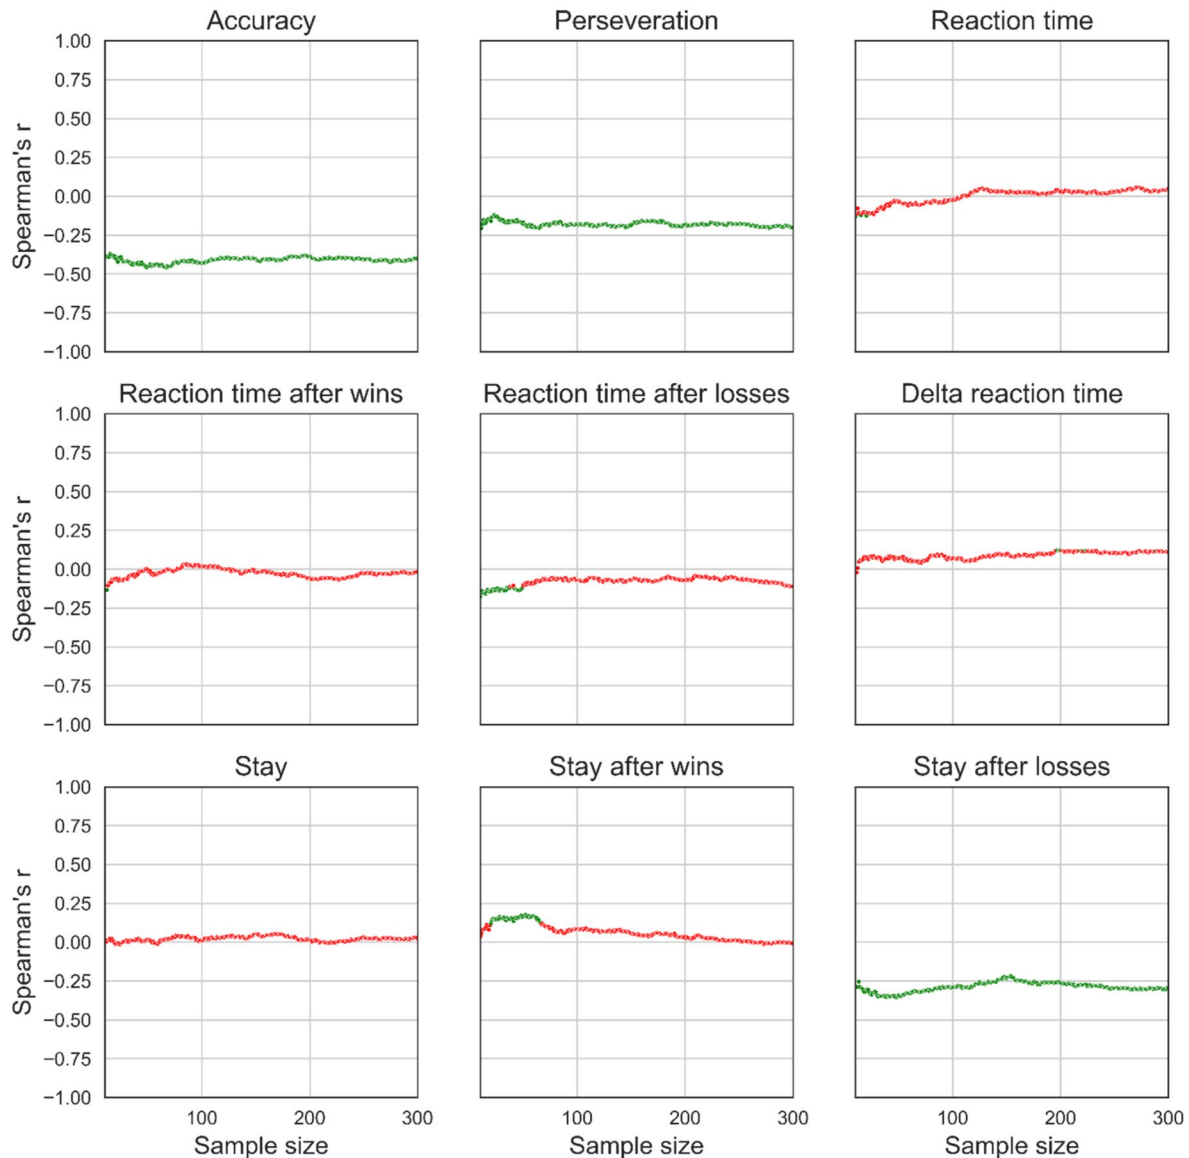 Accuracy
Perseveration
Reaction time
1.00
0.75
0.50
0.25
0.00
−0.25
−0.50
−0.75
−1.00
Spearman's r
Reaction time after wins
Reaction time after losses
Delta reaction time
1.00
0.75
0.50
0.25
0.00
−0.25
−0.50
−0.75
−1.00
Spearman's r
Stay
Stay after wins
Stay after losses
1.00
0.75
0.50
0.25
0.00
−0.25
−0.50
−0.75
−1.00
Spearman's r
100 200 300
100 200 300
100 200 300
Sample size
Sample size
Sample size